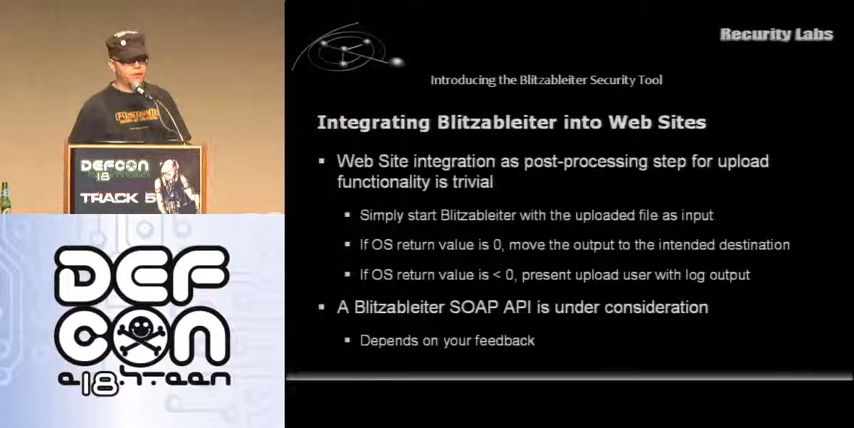 Recurity Labs
Introducing the Blitzableiter Security Tool
Integrating Blitzableiter into Web Sites
Web Site integration as post-processing step for upload
functionality is trivial
Simply start Blitzableiter with the uploaded file as input
If OS return value is 0, move the output to the intended destination
If OS return value is < 0, present upload user with log output
A Blitzableiter SOAP API is under consideration
Depends on your feedback
DEFCON
18
TRACK 5
DEF
CON
e18hteen